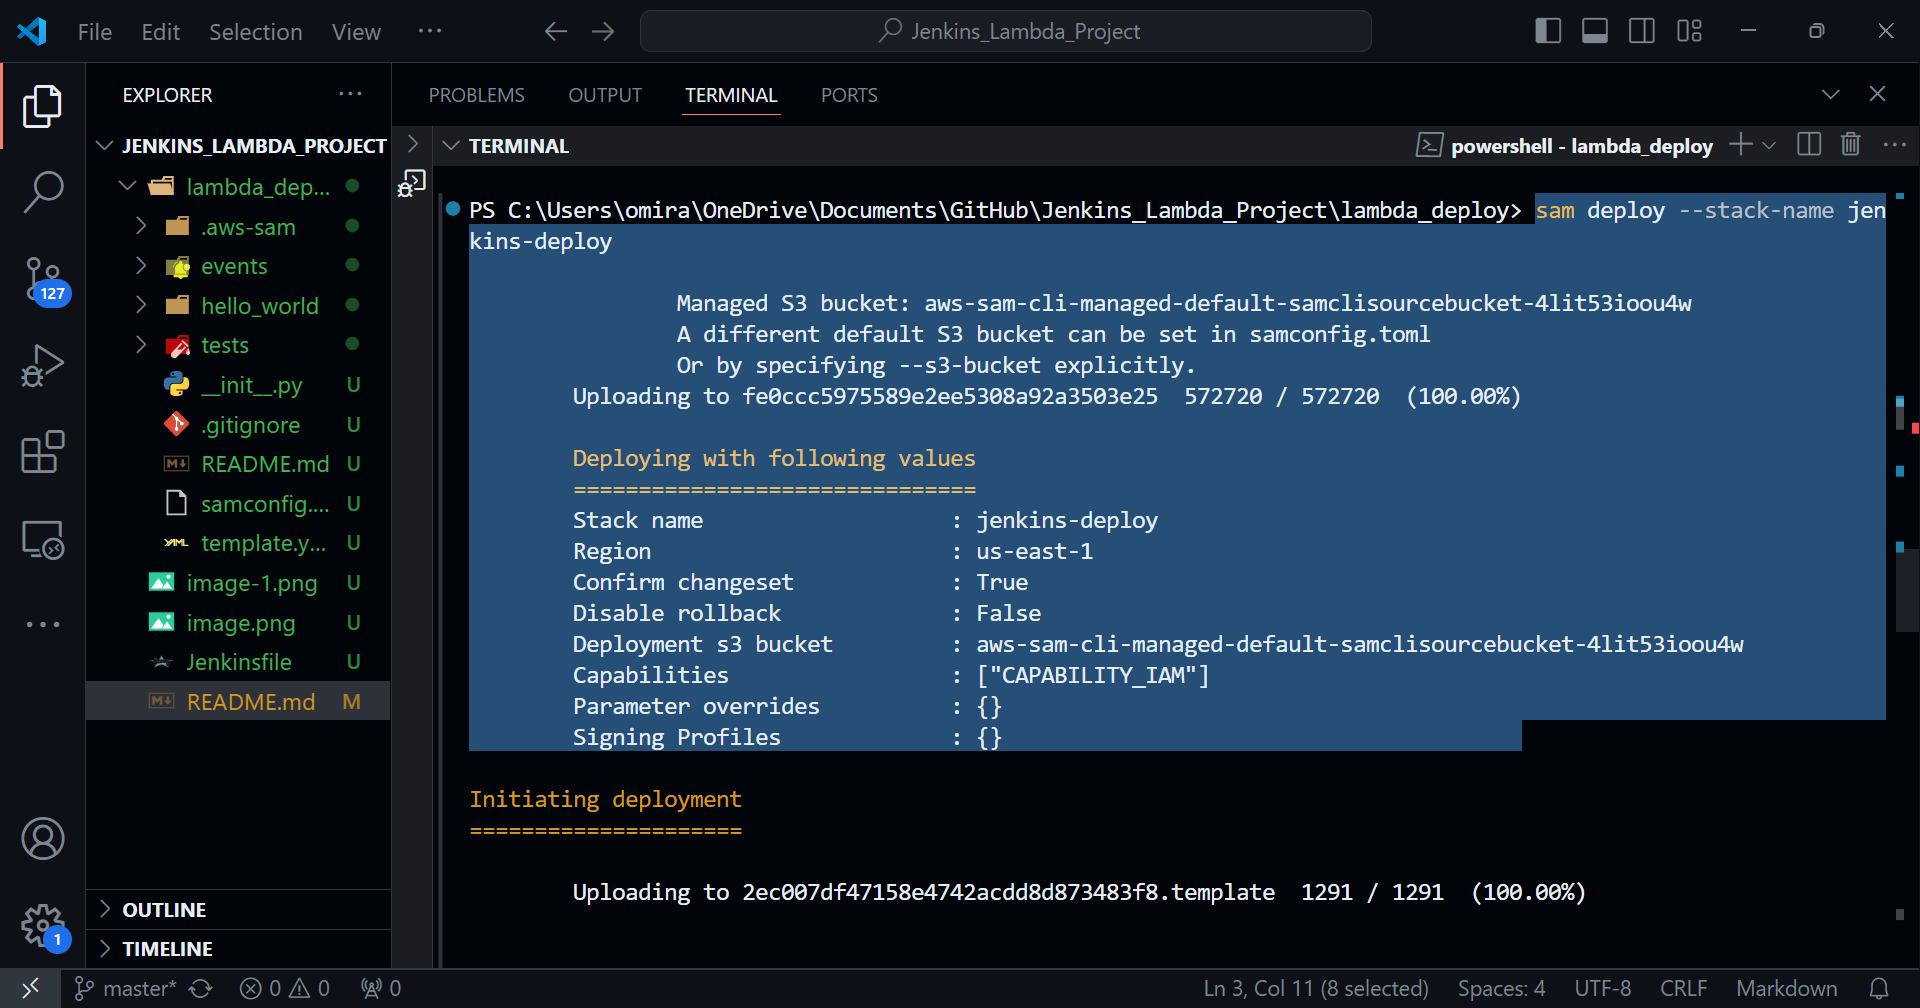 File Edit Selection View ···
Jenkins_Lambda_Project
EXPLORER ···
JENKINS_LAMBDA_PROJECT
lambda_dep...
.aws-sam
events
hello_world
tests
__init__.py U
.gitignore U
README.md U
samconfig.... U
template.y... U
image-1.png U
image.png U
Jenkinsfile U
README.md M
OUTLINE
TIMELINE
127
1
PROBLEMS OUTPUT TERMINAL PORTS
TERMINAL
powershell - lambda_deploy
PS C:\Users\omira\OneDrive\Documents\GitHub\Jenkins_Lambda_Project\lambda_deploy> sam deploy --stack-name jen
kins-deploy
Managed S3 bucket: aws-sam-cli-managed-default-samclisourcebucket-4lit53ioou4w
A different default S3 bucket can be set in samconfig.toml
Or by specifying --s3-bucket explicitly.
Uploading to fe0ccc5975589e2ee5308a92a3503e25 572720 / 572720 (100.00%)
Deploying with following values
===============================
Stack name : jenkins-deploy
Region : us-east-1
Confirm changeset : True
Disable rollback : False
Deployment s3 bucket : aws-sam-cli-managed-default-samclisourcebucket-4lit53ioou4w
Capabilities : ["CAPABILITY_IAM"]
Parameter overrides : {}
Signing Profiles : {}
Initiating deployment
=====================
Uploading to 2ec007df47158e4742acdd8d873483f8.template 1291 / 1291 (100.00%)
master* 0 0 0
Ln 3, Col 11 (8 selected) Spaces: 4 UTF-8 CRLF Markdown